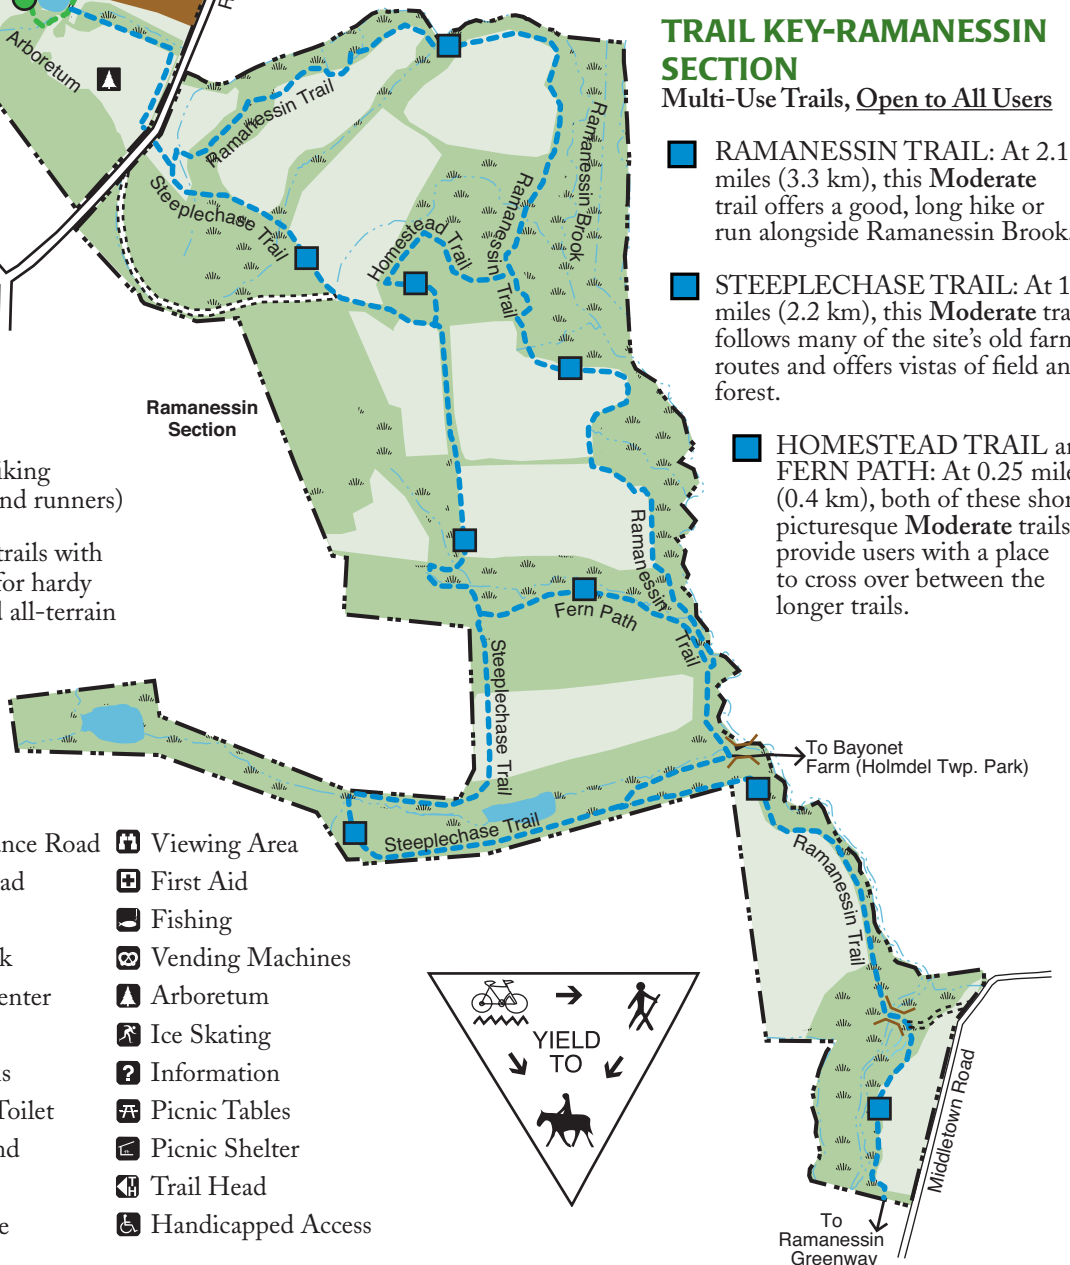 TRAIL KEY-RAMANESSIN
SECTION
Multi-Use Trails, Open to All Users
RAMANESSIN TRAIL: At 2.1
miles (3.3 km), this Moderate
trail offers a good, long hike or
run alongside Ramanessin Brook.
STEEPLECHASE TRAIL: At 1
miles (2.2 km), this Moderate tra
follows many of the site's old farm
routes and offers vistas of field an
forest.
HOMESTEAD TRAIL an
FERN PATH: At 0.25 mile
(0.4 km), both of these shor
picturesque Moderate trails
provide users with a place
to cross over between the
longer trails.
Arboretum
Ramanessin Trail
Steeplechase Trail
Homestead Trail
Ramanessin Trail
Ramanessin Brook
Ramanessin
Section
iking
nd runners)
trails with
for hardy
d all-terrain
Ramanessin Trail
Fern Path
Steeplechase Trail
Steeplechase Trail
To Bayonet
Farm (Holmdel Twp. Park)
Ramanessin Trail
Middletown Road
To
Ramanessin
Greenway
ance Road
ad
k
enter
ls
Toilet
nd
e
Viewing Area
First Aid
Fishing
Vending Machines
Arboretum
Ice Skating
? Information
Picnic Tables
Picnic Shelter
Trail Head
Handicapped Access
YIELD
TO